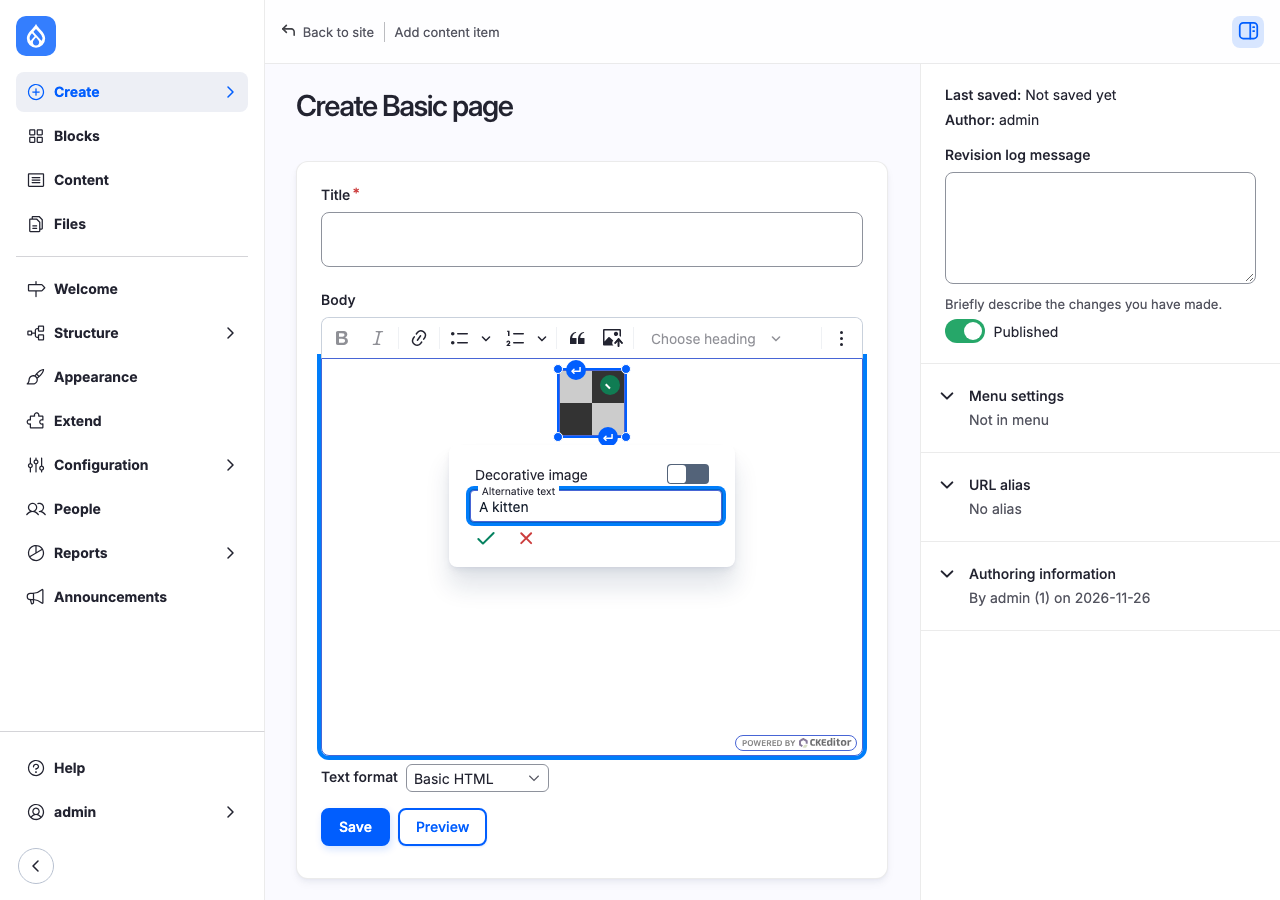 Back to site
Add content item
Create
Blocks
Content
Files
Welcome
Structure
Appearance
Extend
Configuration
People
Reports
Announcements
Help
admin
Create Basic page
Title *
Body
B I
Choose heading
Decorative image
Alternative text
A kitten
POWERED BY CKEditor
Text format Basic HTML
Save Preview
Last saved: Not saved yet
Author: admin
Revision log message
Briefly describe the changes you have made.
Published
Menu settings
Not in menu
URL alias
No alias
Authoring information
By admin (1) on 2026-11-26